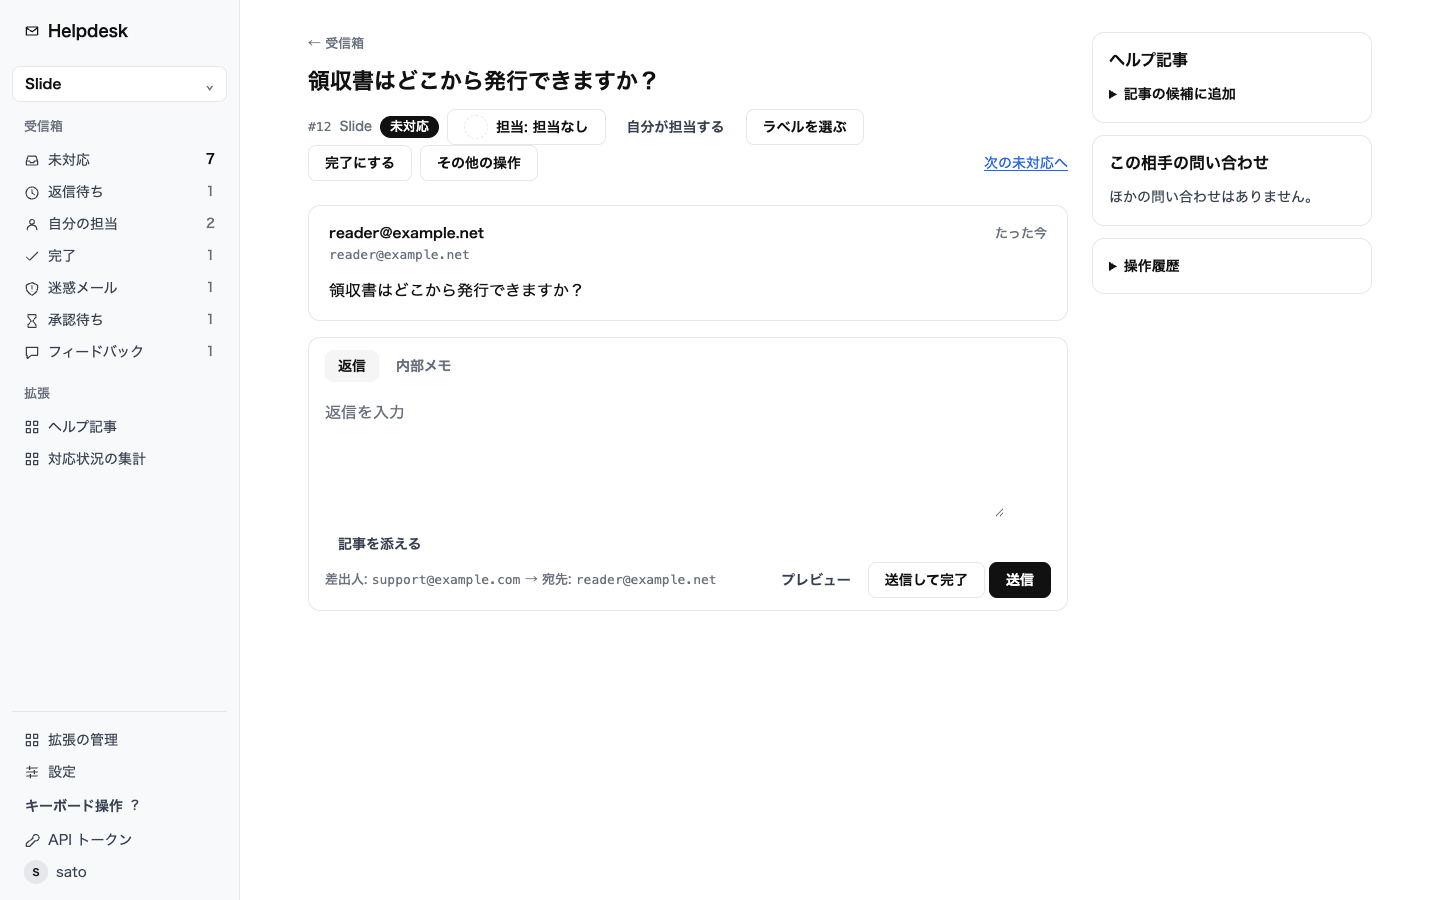 Helpdesk
Slide
受信箱
未対応 7
返信待ち 1
自分の担当 2
完了 1
迷惑メール 1
承認待ち 1
フィードバック 1
拡張
ヘルプ記事
対応状況の集計
拡張の管理
設定
キーボード操作 ?
API トークン
S sato
← 受信箱
領収書はどこから発行できますか？
#12 Slide 未対応 担当: 担当なし 自分が担当する ラベルを選ぶ
完了にする その他の操作 次の未対応へ
reader@example.net たった今
reader@example.net
領収書はどこから発行できますか？
返信 内部メモ
返信を入力
記事を添える
差出人: support@example.com → 宛先: reader@example.net プレビュー 送信して完了 送信
ヘルプ記事
▶ 記事の候補に追加
この相手の問い合わせ
ほかの問い合わせはありません。
▶ 操作履歴